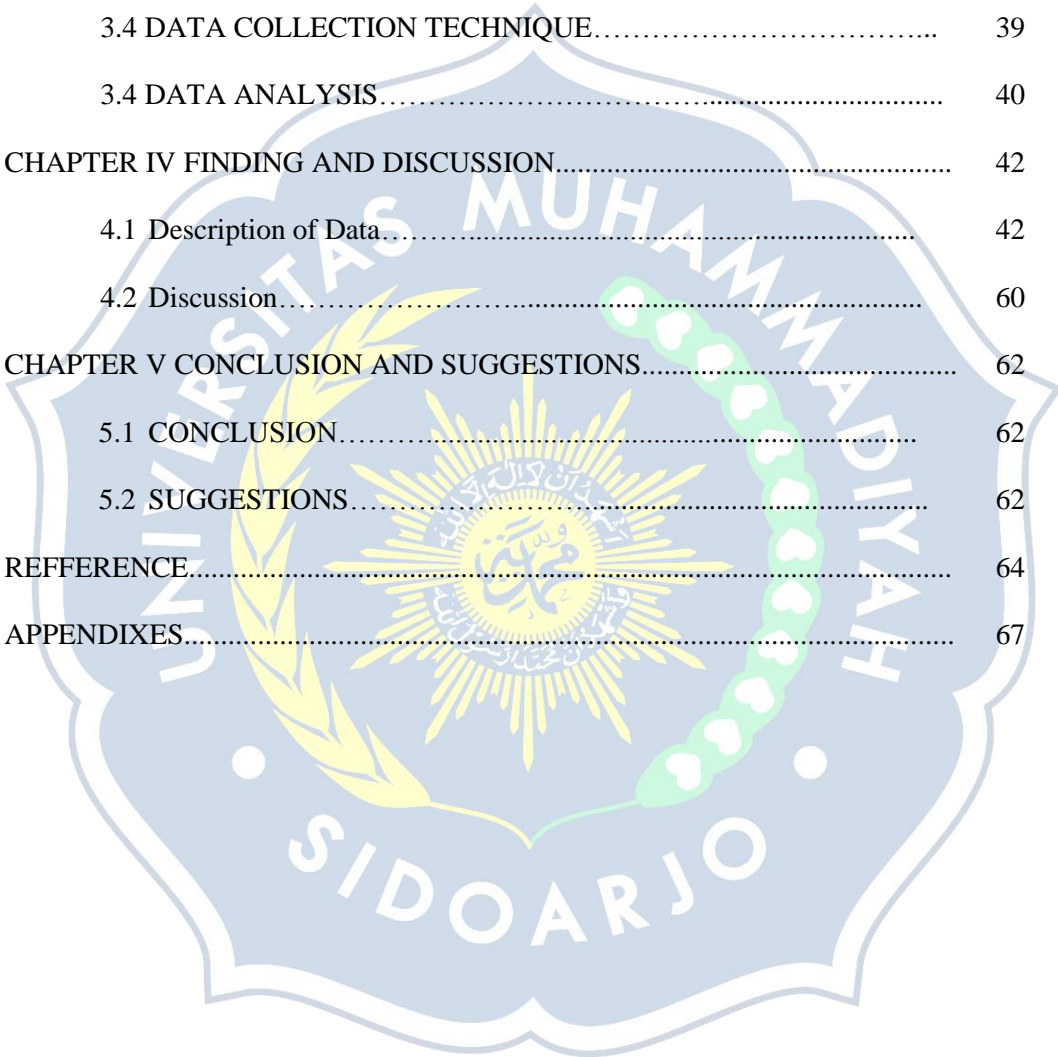 3.4 DATA COLLECTION TECHNIQUE…………………………….. 39
3.4 DATA ANALYSIS……………………………................................ 40
CHAPTER IV FINDING AND DISCUSSION...................................................... 42
4.1 Description of Data………............................................................. 42
4.2 Discussion……………………........................................................ 60
CHAPTER V CONCLUSION AND SUGGESTIONS........................................... 62
5.1 CONCLUSION………................................................................... 62
5.2 SUGGESTIONS……………………............................................... 62
REFFERENCE........................................................................................................ 64
APPENDIXES......................................................................................................... 67
UNIVERSITAS MUHAMMADIYAH
SIDOARJO
محمد